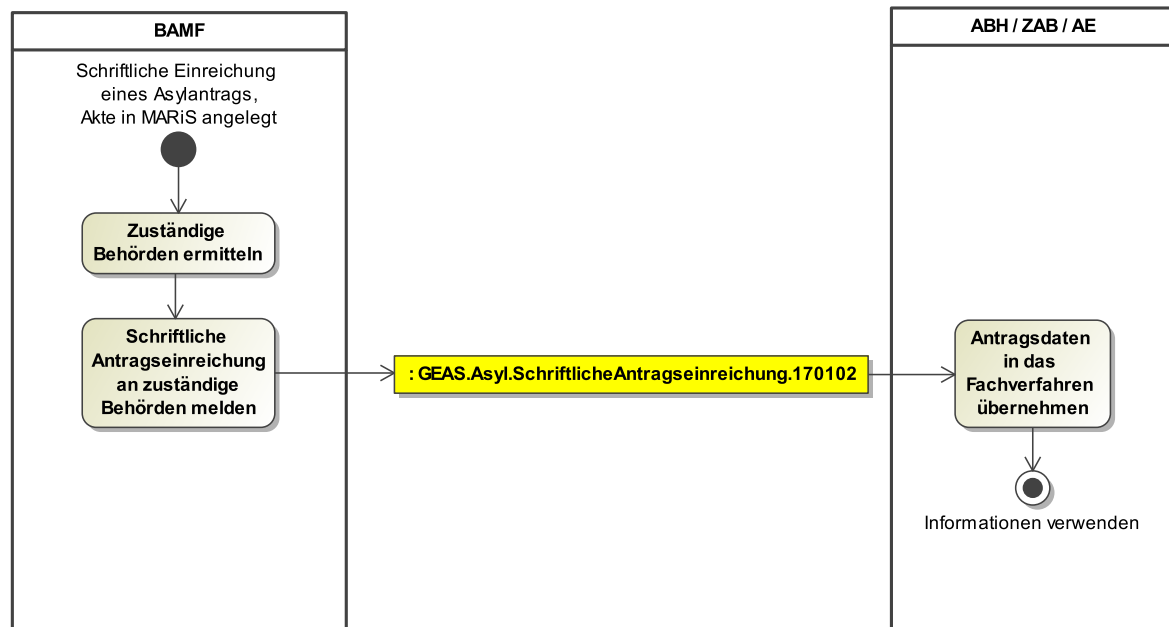 BAMF
ABH / ZAB / AE
Schriftliche Einreichung
eines Asylantrags,
Akte in MARiS angelegt
Zuständige
Behörden ermitteln
Schriftliche
Antragseinreichung
an zuständige
Behörden melden
: GEAS.Asyl.SchriftlicheAntragseinreichung.170102
Antragsdaten
in das
Fachverfahren
übernehmen
Informationen verwenden